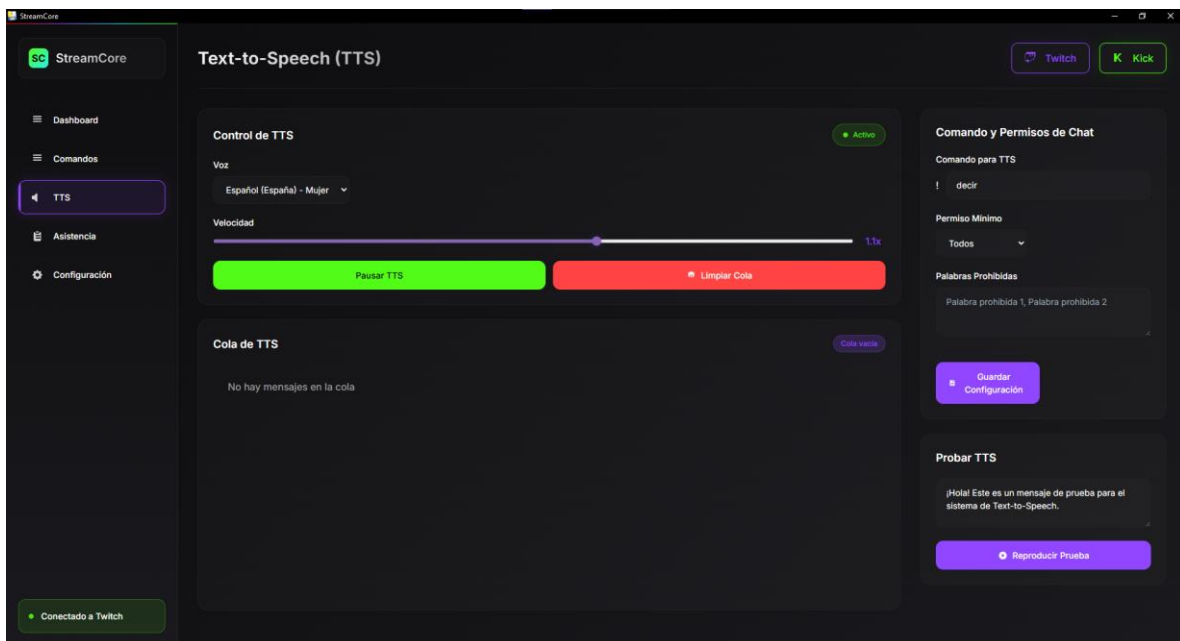 StreamCore
SC StreamCore
Dashboard
Comandos
TTS
Asistencia
Configuración
Conectado a Twitch
Text-to-Speech (TTS)
Twitch
K Kick
Control de TTS
Activo
Voz
Español (España) - Mujer
Velocidad
1.1x
Pausar TTS
Limpiar Cola
Cola de TTS
Cola vacía
No hay mensajes en la cola
Comando y Permisos de Chat
Comando para TTS
! decir
Permiso Mínimo
Todos
Palabras Prohibidas
Palabra prohibida 1, Palabra prohibida 2
Guardar
Configuración
Probar TTS
¡Hola! Este es un mensaje de prueba para el
sistema de Text-to-Speech.
Reproducir Prueba